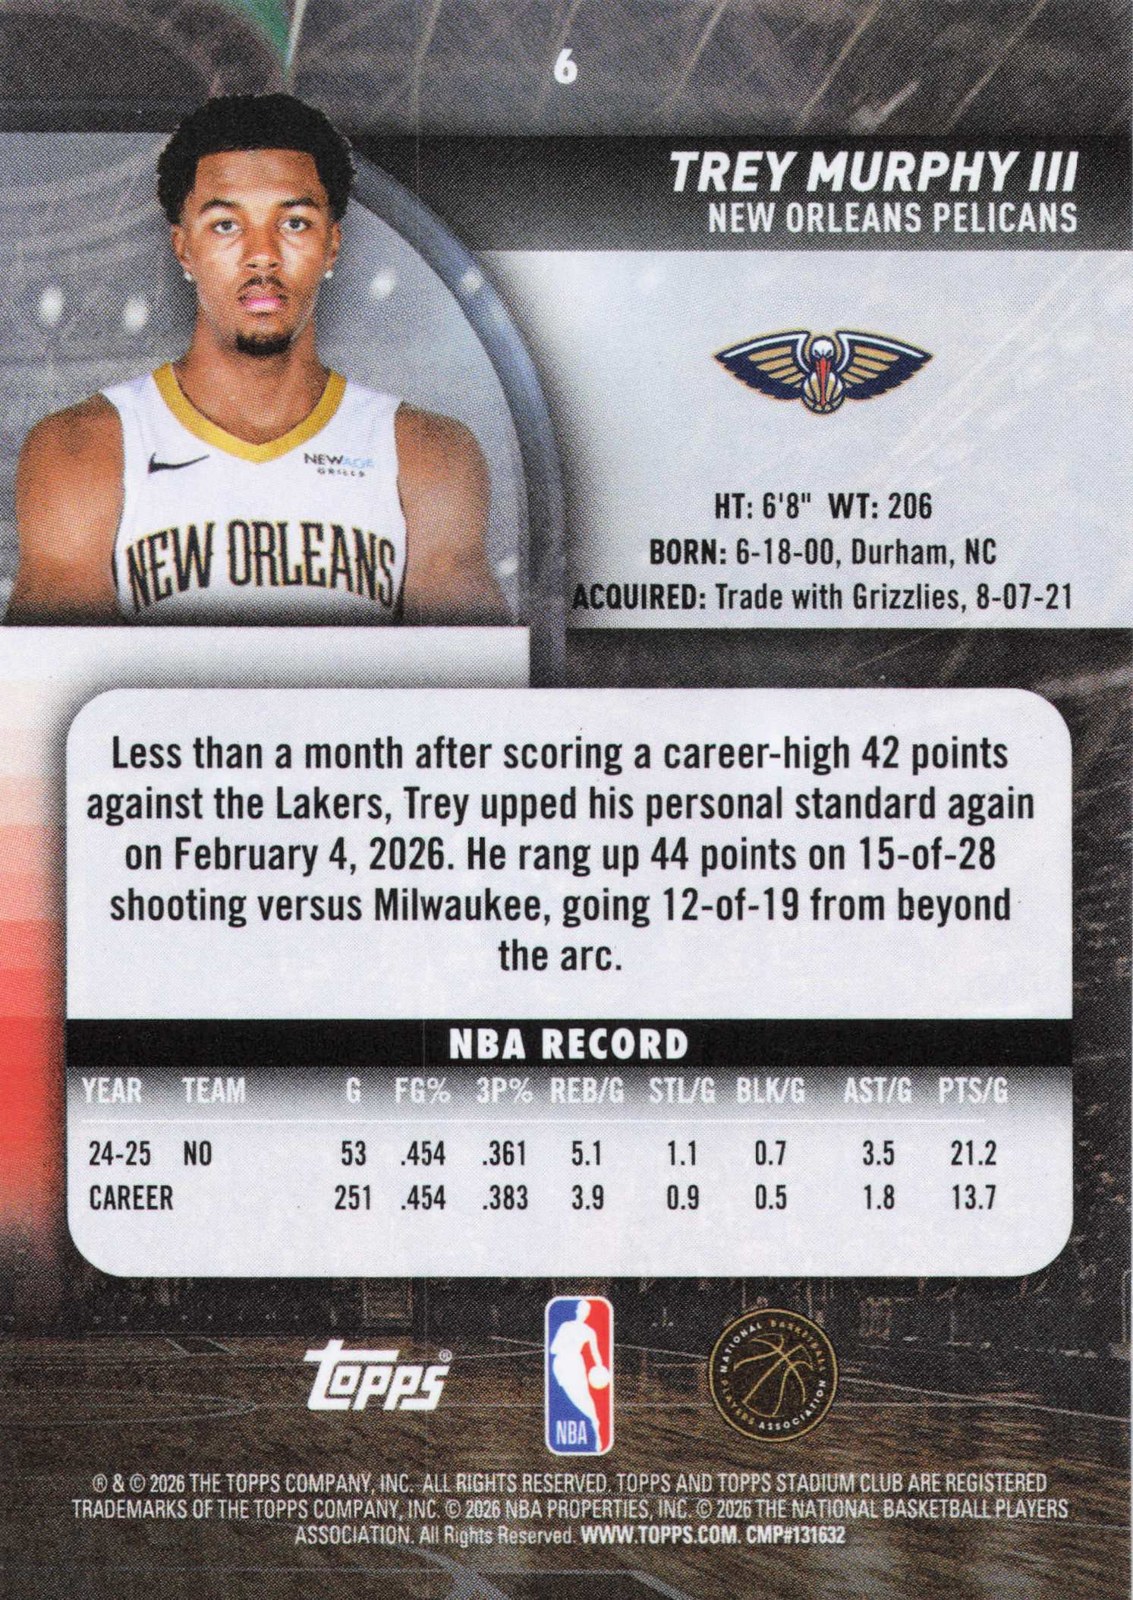 6
TREY MURPHY III
NEW ORLEANS PELICANS
NEWAGE
GRILLS
NEW ORLEANS
HT: 6'8" WT: 206
BORN: 6-18-00, Durham, NC
ACQUIRED: Trade with Grizzlies, 8-07-21
Less than a month after scoring a career-high 42 points
against the Lakers, Trey upped his personal standard again
on February 4, 2026. He rang up 44 points on 15-of-28
shooting versus Milwaukee, going 12-of-19 from beyond
the arc.
NBA RECORD
YEAR TEAM G FG% 3P% REB/G STL/G BLK/G AST/G PTS/G
24-25 NO 53 .454 .361 5.1 1.1 0.7 3.5 21.2
CAREER 251 .454 .383 3.9 0.9 0.5 1.8 13.7
topps®
NBA
NATIONAL BASKETBALL
PLAYERS ASSOCIATION
® & © 2026 THE TOPPS COMPANY, INC. ALL RIGHTS RESERVED. TOPPS AND TOPPS STADIUM CLUB ARE REGISTERED
TRADEMARKS OF THE TOPPS COMPANY, INC. © 2026 NBA PROPERTIES, INC. © 2026 THE NATIONAL BASKETBALL PLAYERS
ASSOCIATION. All Rights Reserved. WWW.TOPPS.COM. CMP#131632